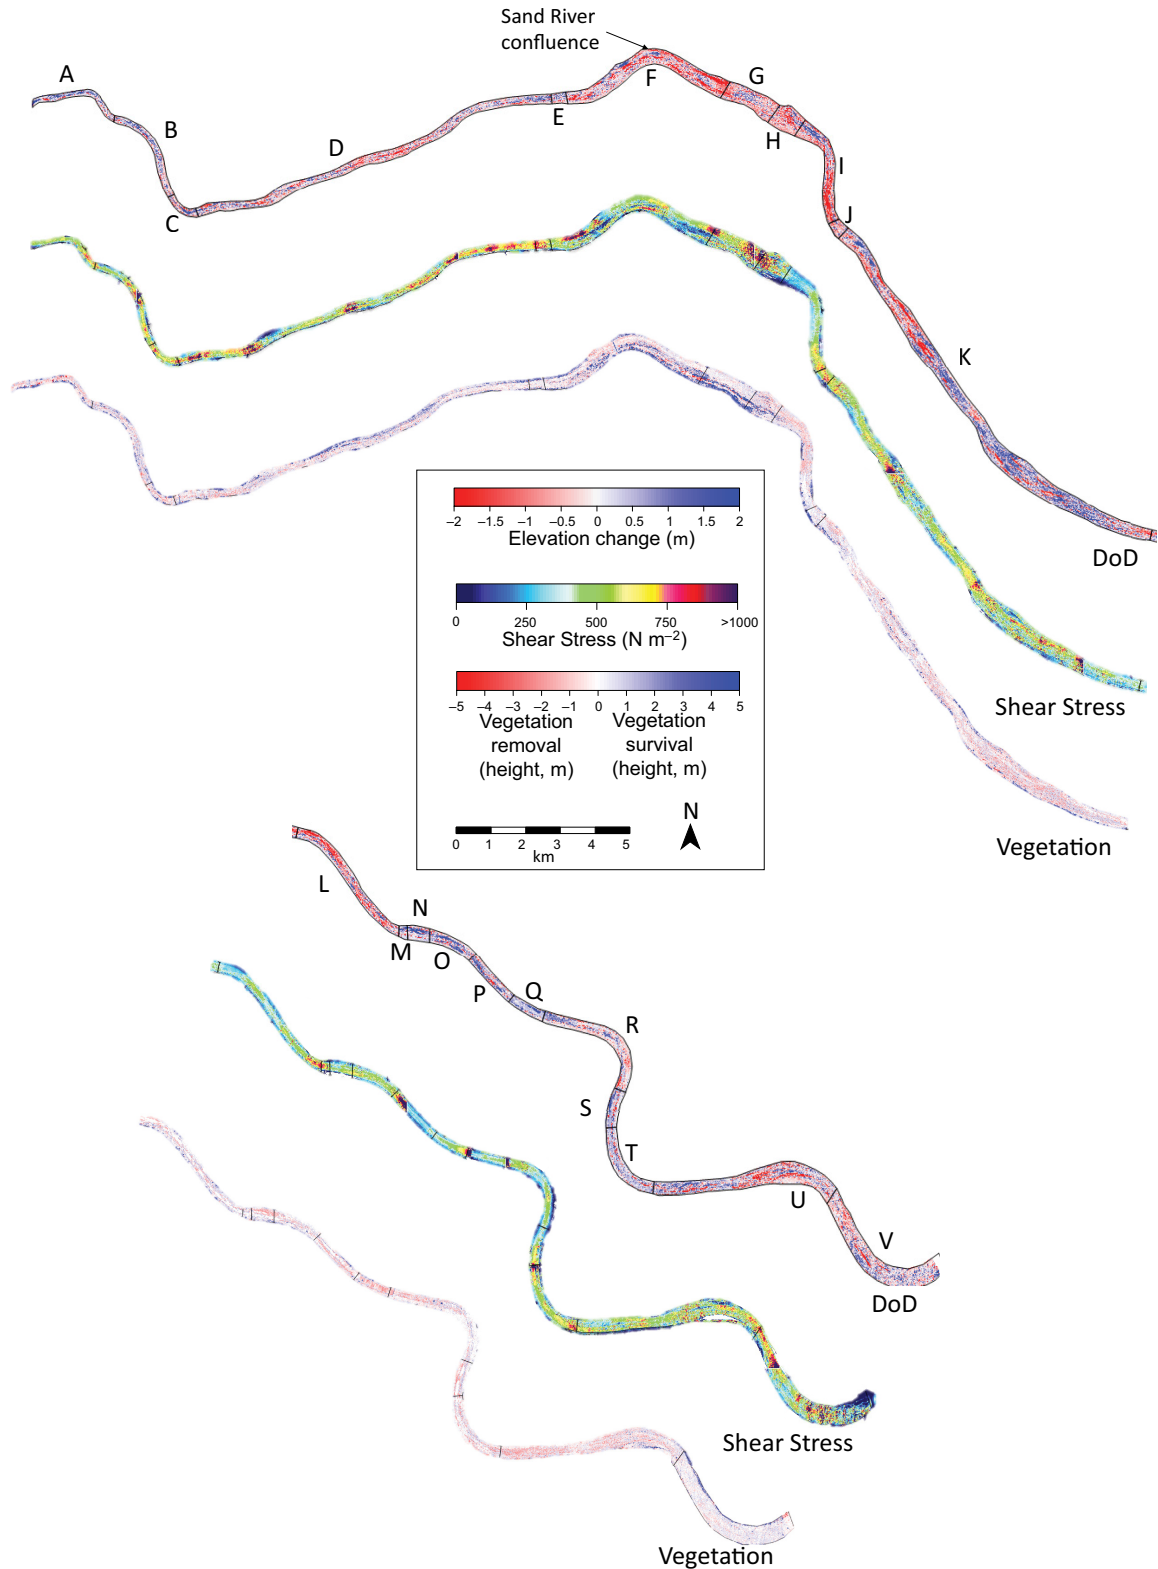 Sand River
confluence
A
B
C
D
E
F
G
H
I
J
K
DoD
Shear Stress
Vegetation
−2 −1.5 −1 −0.5 0 0.5 1 1.5 2
Elevation change (m)
0 250 500 750 >1000
Shear Stress (N m⁻²)
−5 −4 −3 −2 −1 0 1 2 3 4 5
Vegetation Vegetation
removal survival
(height, m) (height, m)
N
0 1 2 3 4 5
km
L
M
N
O
P
Q
R
S
T
U
V
DoD
Shear Stress
Vegetation